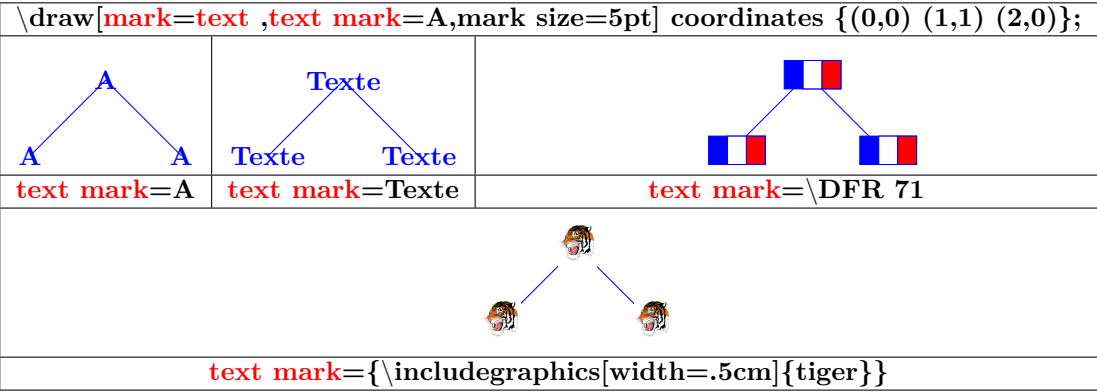 \draw[mark=text ,text mark=A,mark size=5pt] coordinates {(0,0) (1,1) (2,0)};
A Texte
A A Texte Texte
text mark=A text mark=Texte text mark=\DFR 71
text mark={\includegraphics[width=.5cm]{tiger}}